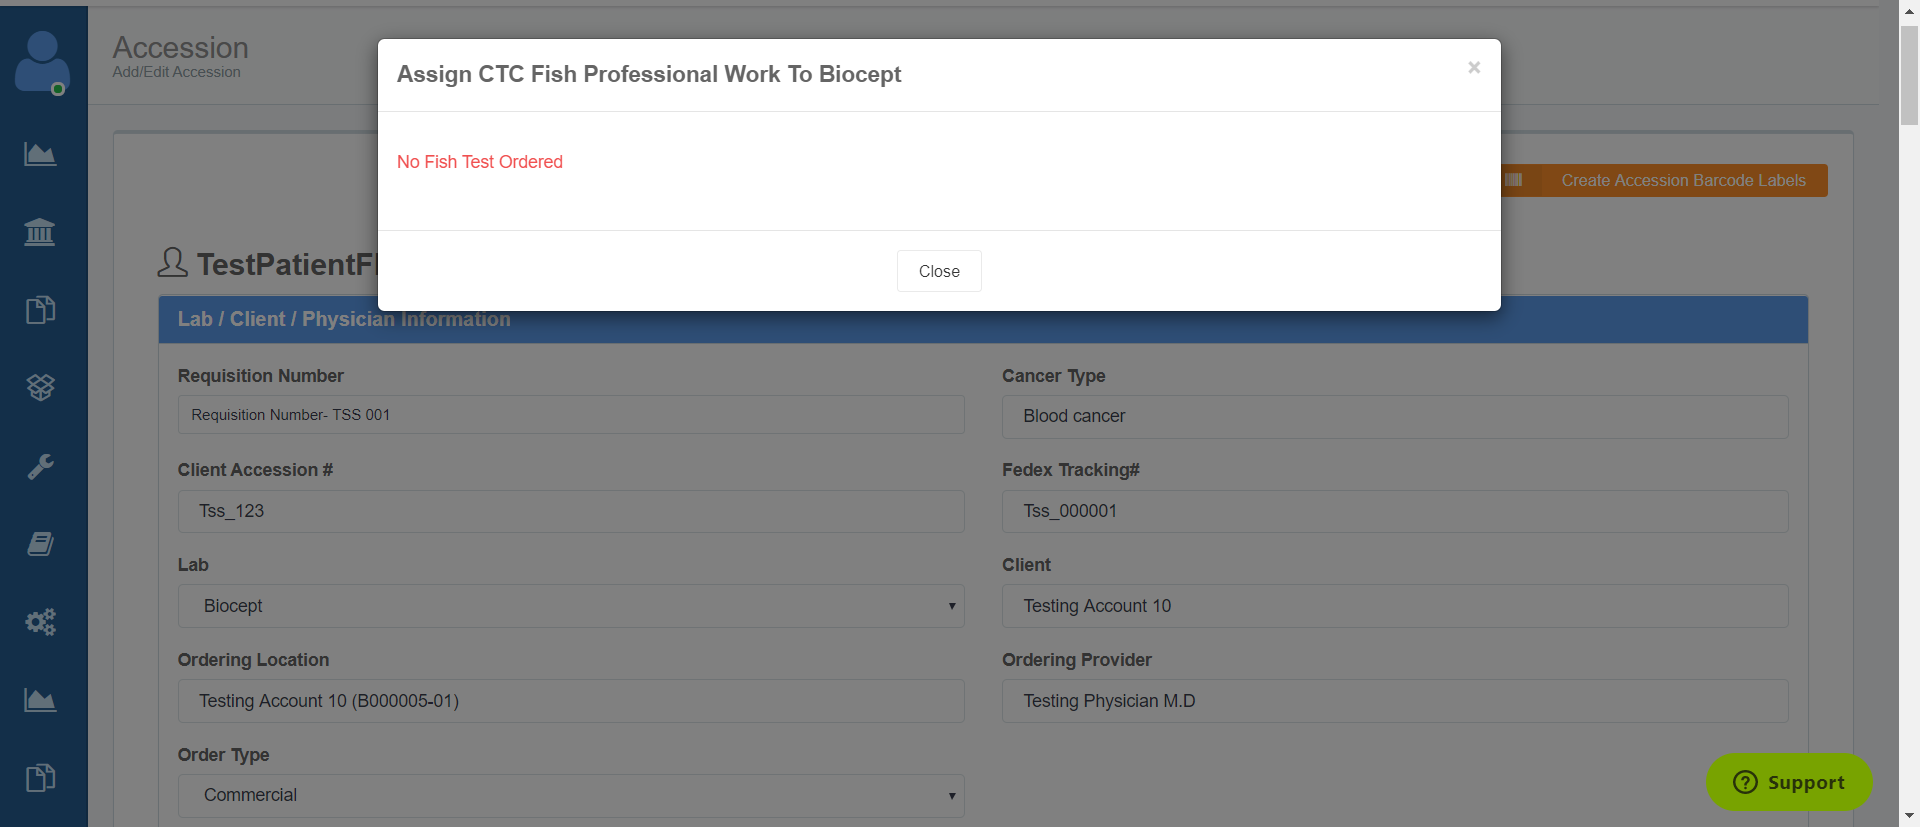 Accession
Add/Edit Accession
Assign CTC Fish Professional Work To Biocept
×
No Fish Test Ordered
Close
Create Accession Barcode Labels
TestPatientF
Lab / Client / Physician Information
Requisition Number
Requisition Number- TSS 001
Cancer Type
Blood cancer
Client Accession #
Tss_123
Fedex Tracking#
Tss_000001
Lab
Biocept
Client
Testing Account 10
Ordering Location
Testing Account 10 (B000005-01)
Ordering Provider
Testing Physician M.D
Order Type
Commercial
Support